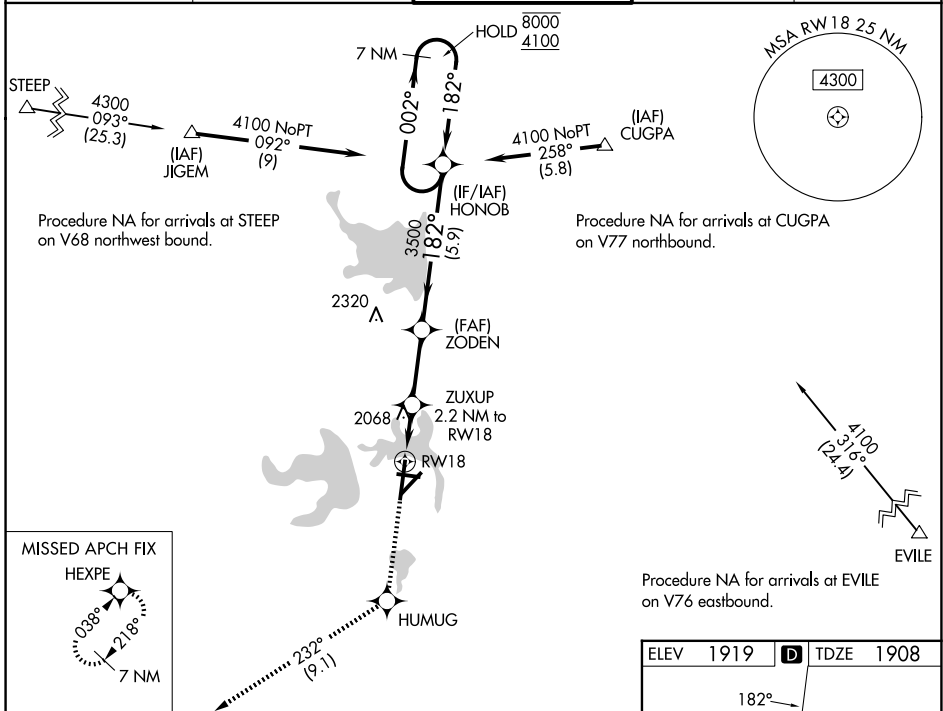 HOLD 8000
4100
7 NM
MSA RW18 25 NM
4300
STEEP
4300
093°
(25.3)
4100 NoPT
092°
(9)
(IAF)
JIGEM
002°
182°
4100 NoPT
258°
(5.8)
(IAF)
CUGPA
(IF/IAF)
HONOB
Procedure NA for arrivals at STEEP
on V68 northwest bound.
Procedure NA for arrivals at CUGPA
on V77 northbound.
3500
182°
(5.9)
2320
(FAF)
ZODEN
ZUXUP
2.2 NM to
RW18
2068
RW18
4100
316°
(24.4)
EVILE
MISSED APCH FIX
HEXPE
038°
218°
7 NM
HUMUG
232°
(9.1)
Procedure NA for arrivals at EVILE
on V76 eastbound.
ELEV 1919 D TDZE 1908
182°